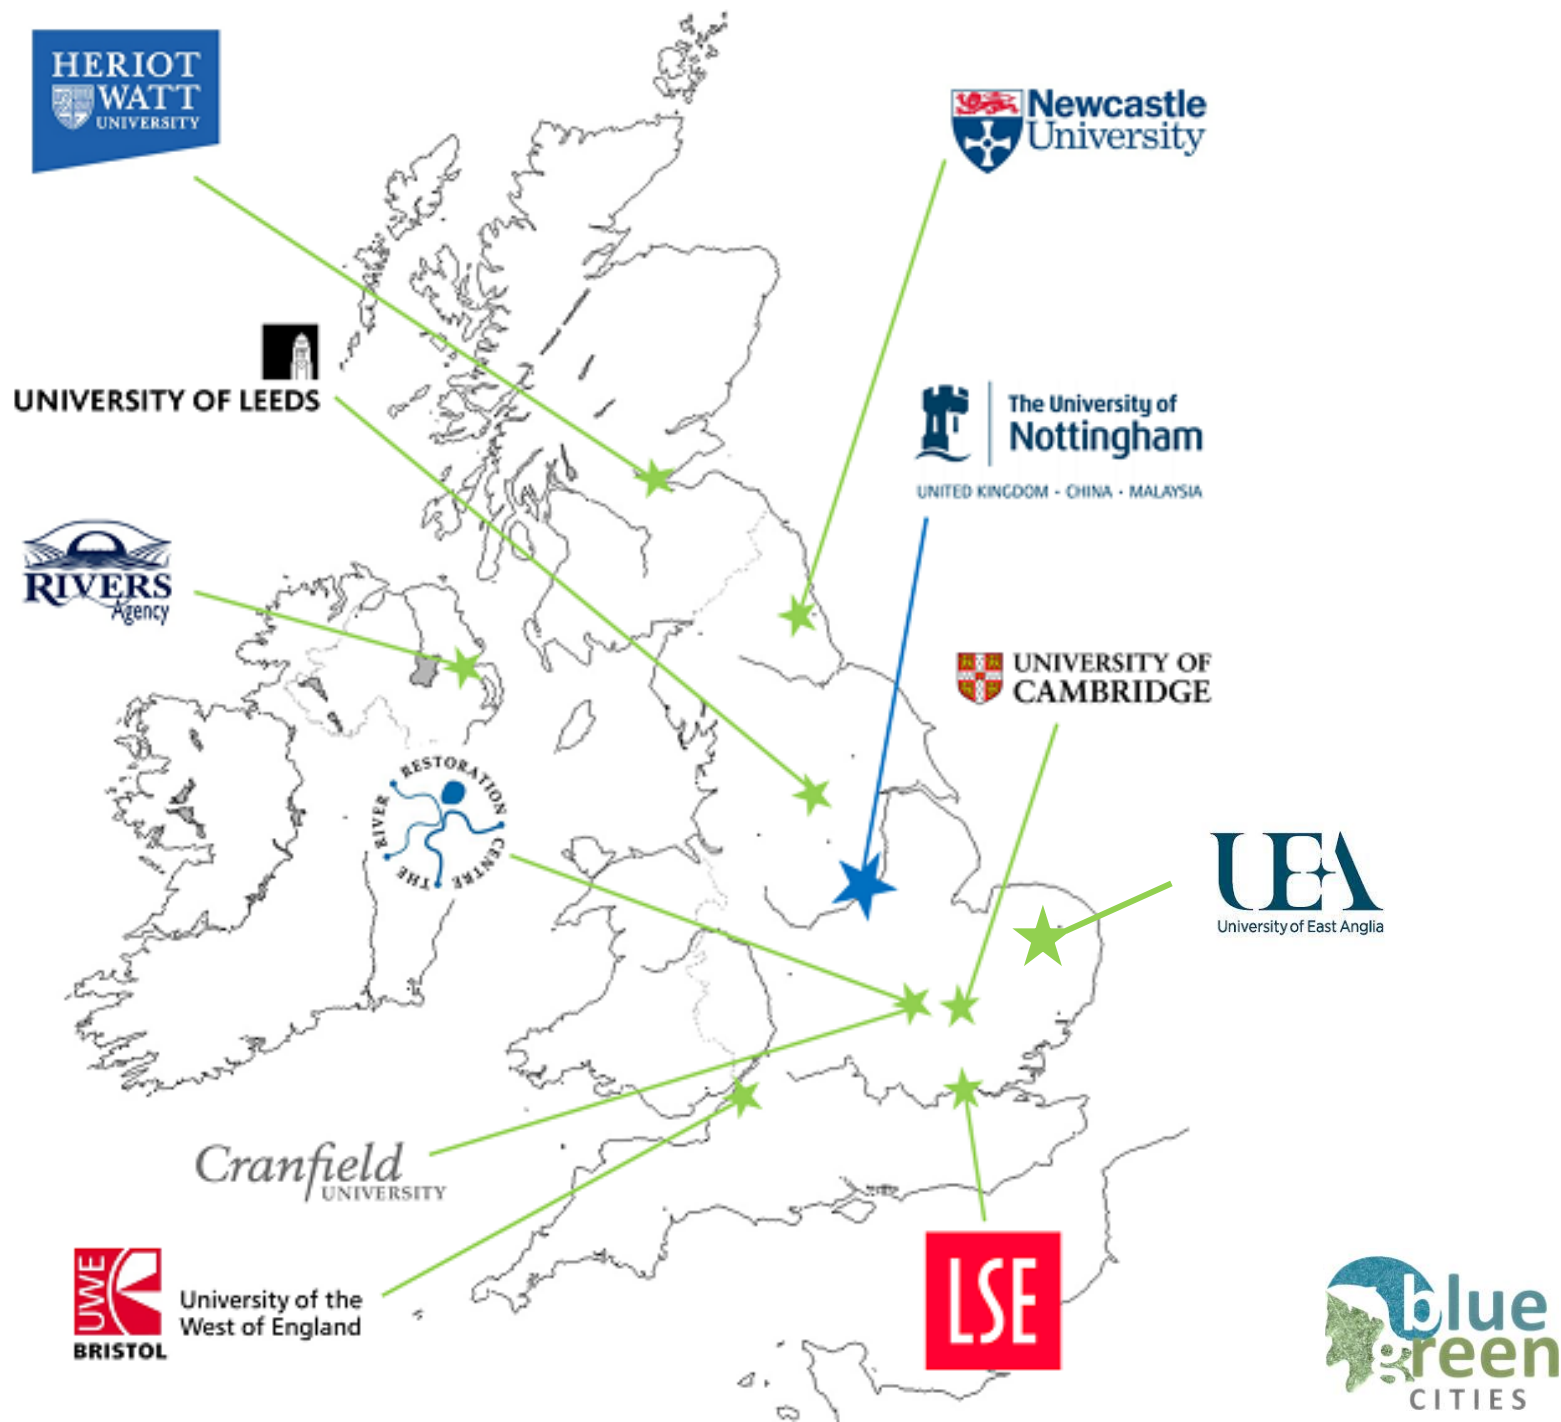 HERIOT
WATT
UNIVERSITY
Newcastle
University
UNIVERSITY OF LEEDS
The University of
Nottingham
UNITED KINGDOM - CHINA · MALAYSIA
RIVERS
Agency
UNIVERSITY OF
CAMBRIDGE
THE RIVER RESTORATION CENTRE
UEA
University of East Anglia
Cranfield
UNIVERSITY
UWE
BRISTOL
University of the
West of England
LSE
blue
green
CITIES